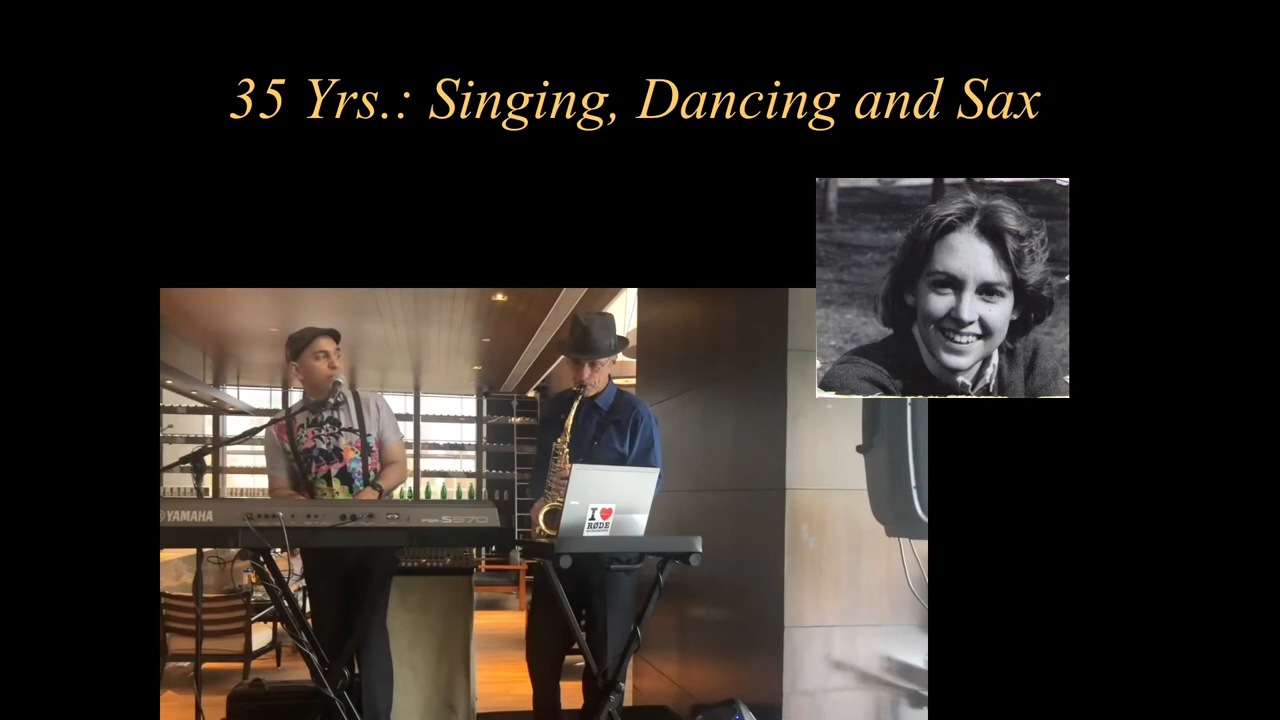 35 Yrs.: Singing, Dancing and Sax
YAMAHA
PSR-S970
I ♥
RØDE